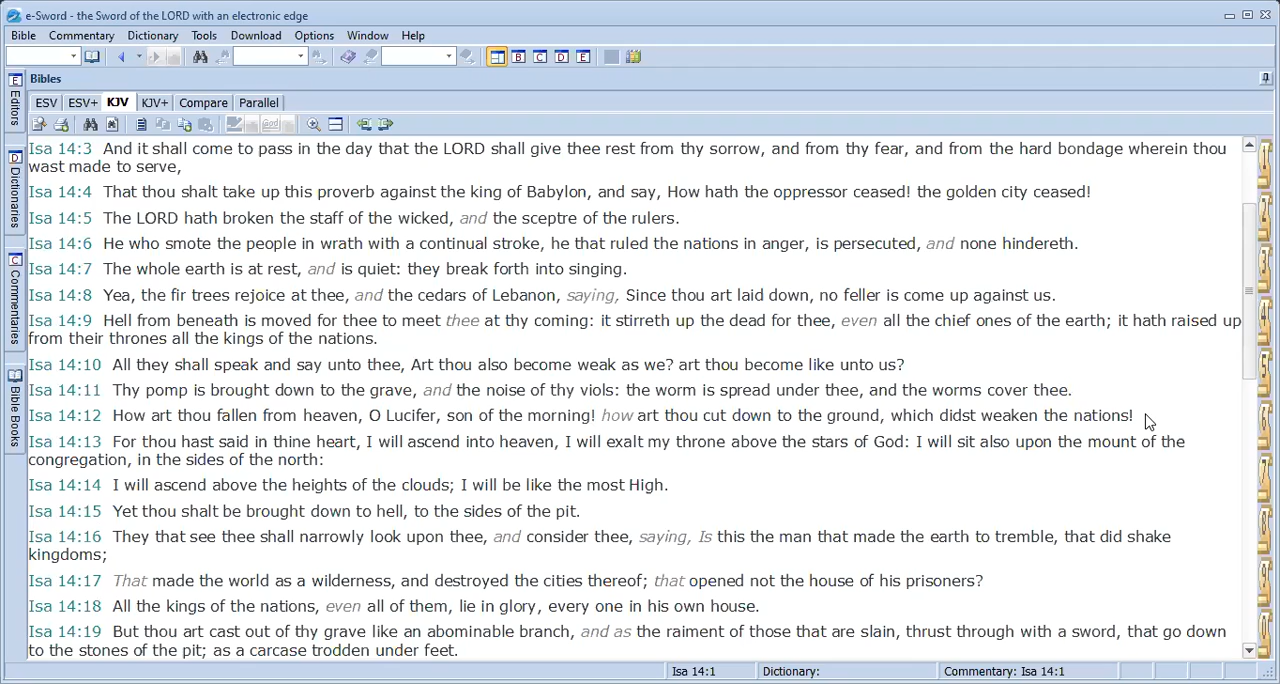 e-Sword - the Sword of the LORD with an electronic edge
Bible Commentary Dictionary Tools Download Options Window Help
B C D E
Bibles
ESV ESV+ KJV KJV+ Compare Parallel
God
E Editors
D Dictionaries
C Commentaries
Bible Books
Isa 14:3 And it shall come to pass in the day that the LORD shall give thee rest from thy sorrow, and from thy fear, and from the hard bondage wherein thou
wast made to serve,
Isa 14:4 That thou shalt take up this proverb against the king of Babylon, and say, How hath the oppressor ceased! the golden city ceased!
Isa 14:5 The LORD hath broken the staff of the wicked, and the sceptre of the rulers.
Isa 14:6 He who smote the people in wrath with a continual stroke, he that ruled the nations in anger, is persecuted, and none hindereth.
Isa 14:7 The whole earth is at rest, and is quiet: they break forth into singing.
Isa 14:8 Yea, the fir trees rejoice at thee, and the cedars of Lebanon, saying, Since thou art laid down, no feller is come up against us.
Isa 14:9 Hell from beneath is moved for thee to meet thee at thy coming: it stirreth up the dead for thee, even all the chief ones of the earth; it hath raised up
from their thrones all the kings of the nations.
Isa 14:10 All they shall speak and say unto thee, Art thou also become weak as we? art thou become like unto us?
Isa 14:11 Thy pomp is brought down to the grave, and the noise of thy viols: the worm is spread under thee, and the worms cover thee.
Isa 14:12 How art thou fallen from heaven, O Lucifer, son of the morning! how art thou cut down to the ground, which didst weaken the nations!
Isa 14:13 For thou hast said in thine heart, I will ascend into heaven, I will exalt my throne above the stars of God: I will sit also upon the mount of the
congregation, in the sides of the north:
Isa 14:14 I will ascend above the heights of the clouds; I will be like the most High.
Isa 14:15 Yet thou shalt be brought down to hell, to the sides of the pit.
Isa 14:16 They that see thee shall narrowly look upon thee, and consider thee, saying, Is this the man that made the earth to tremble, that did shake
kingdoms;
Isa 14:17 That made the world as a wilderness, and destroyed the cities thereof; that opened not the house of his prisoners?
Isa 14:18 All the kings of the nations, even all of them, lie in glory, every one in his own house.
Isa 14:19 But thou art cast out of thy grave like an abominable branch, and as the raiment of those that are slain, thrust through with a sword, that go down
to the stones of the pit; as a carcase trodden under feet.
1
2
3
4
5
6
7
8
9
0
Isa 14:1 Dictionary: Commentary: Isa 14:1